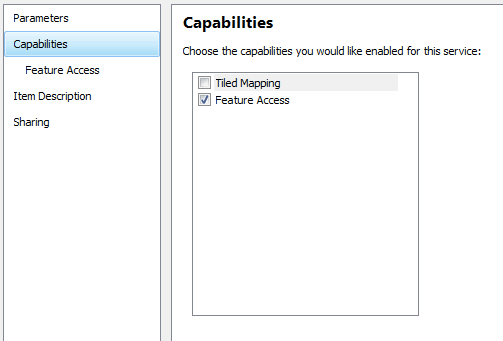 Parameters
Capabilities
Feature Access
Item Description
Sharing
Capabilities
Choose the capabilities you would like enabled for this service:
Tiled Mapping
Feature Access